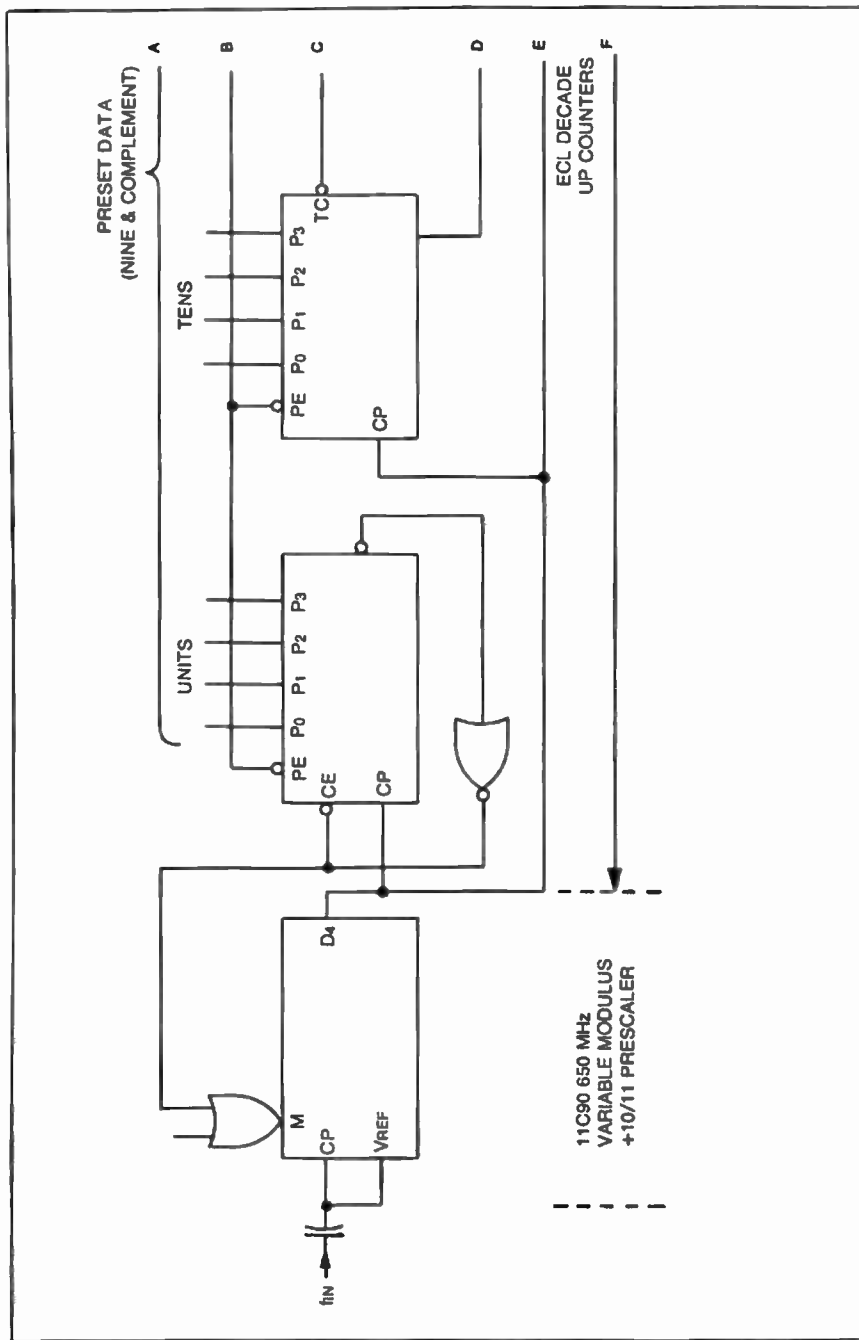 A
PRESET DATA
(NINE & COMPLEMENT)
B
C
D
E
F
TENS
UNITS
PE P0 P1 P2 P3
TC
CP
PE P0 P1 P2 P3
CE
CP
M
CP
VREF
D4
fIN
ECL DECADE
UP COUNTERS
11C90 650 MHz
VARIABLE MODULUS
+10/11 PRESCALER